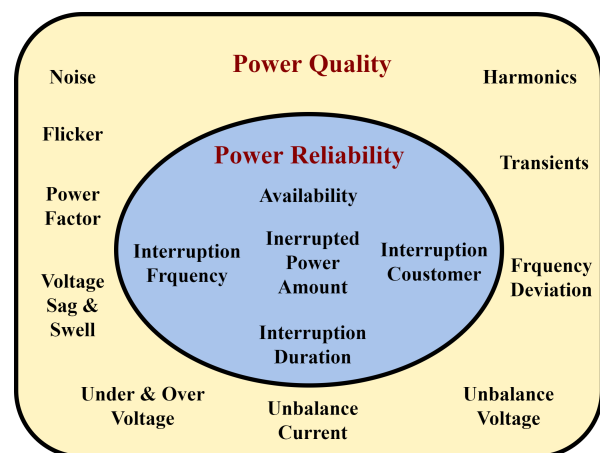 Power Quality
Noise
Harmonics
Flicker
Power Reliability
Transients
Power
Factor
Availability
Interruption
Frquency
Inerrupted
Power
Amount
Interruption
Coustomer
Frquency
Deviation
Voltage
Sag &
Swell
Interruption
Duration
Under & Over
Voltage
Unbalance
Current
Unbalance
Voltage